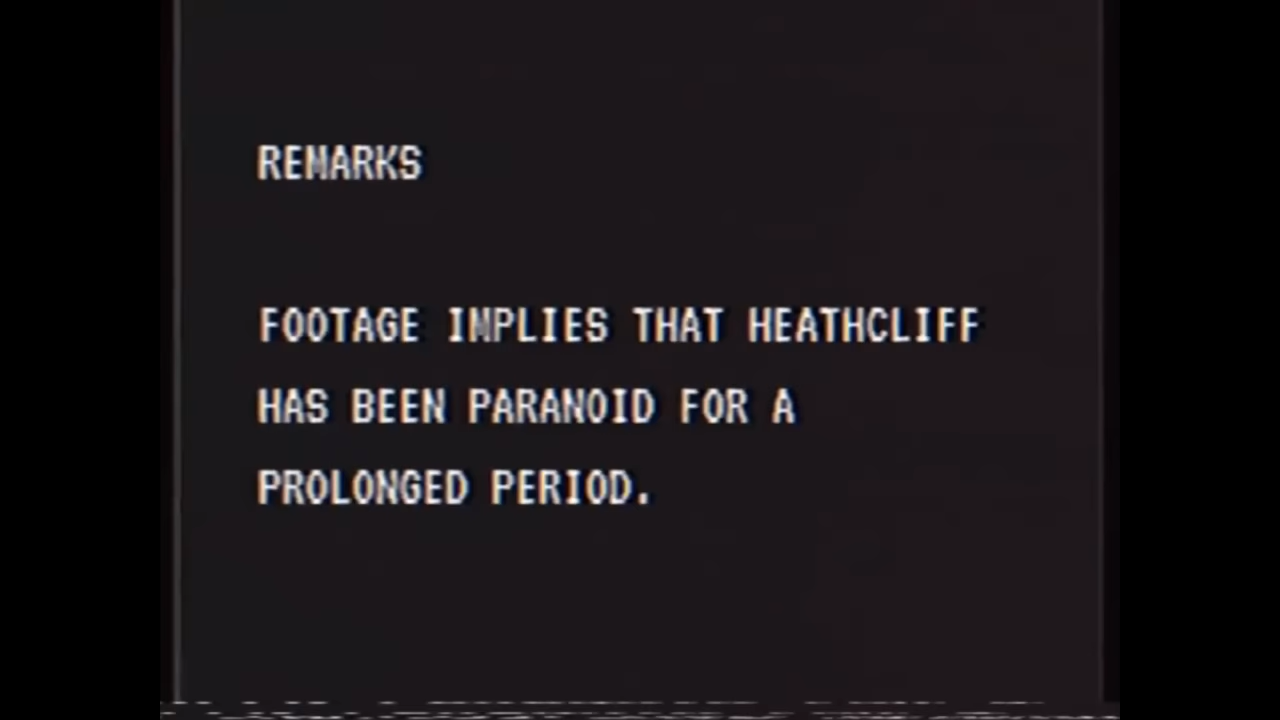 REMARKS
FOOTAGE IMPLIES THAT HEATHCLIFF
HAS BEEN PARANOID FOR A
PROLONGED PERIOD.